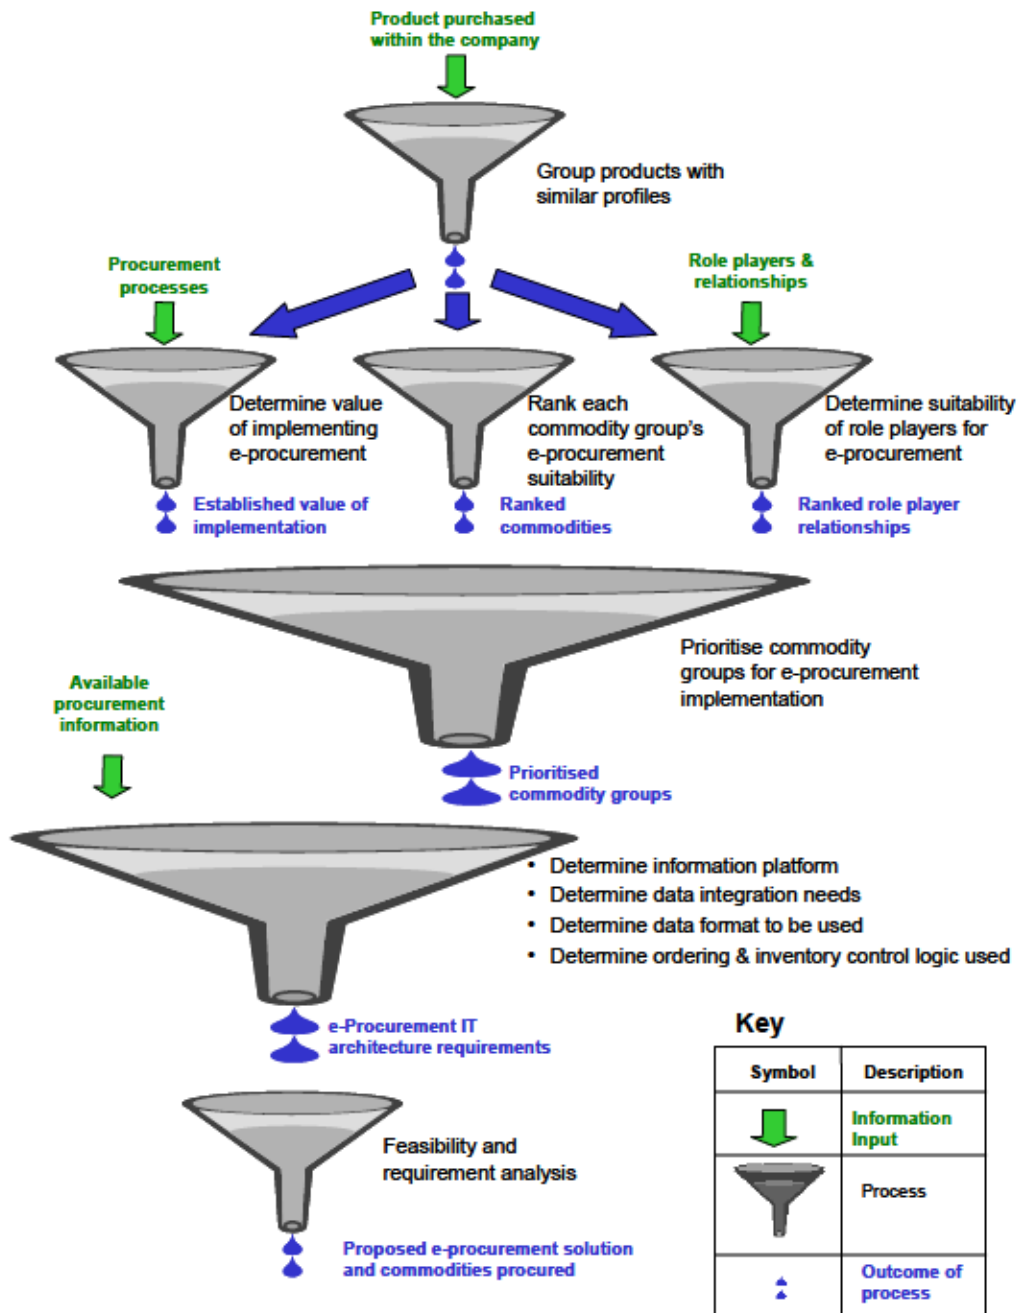 Product purchased
within the company
Group products with
similar profiles
Procurement
processes
Role players &
relationships
Determine value
of implementing
e-procurement
Rank each
commodity group's
e-procurement
suitability
Determine suitability
of role players for
e-procurement
Established value of
implementation
Ranked
commodities
Ranked role player
relationships
Prioritise commodity
groups for e-procurement
implementation
Available
procurement
information
Prioritised
commodity groups
• Determine information platform
• Determine data integration needs
• Determine data format to be used
• Determine ordering & inventory control logic used
e-Procurement IT
architecture requirements
Feasibility and
requirement analysis
Proposed e-procurement solution
and commodities procured
Key
Symbol Description
Information
Input
Process
Outcome of
process